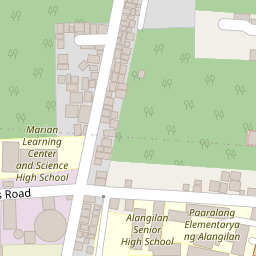 Marian
Learning
Center
and Science
High School
s Road
Alangilan
Senior
High School
Paaralang
Elementarya
ng Alangilan